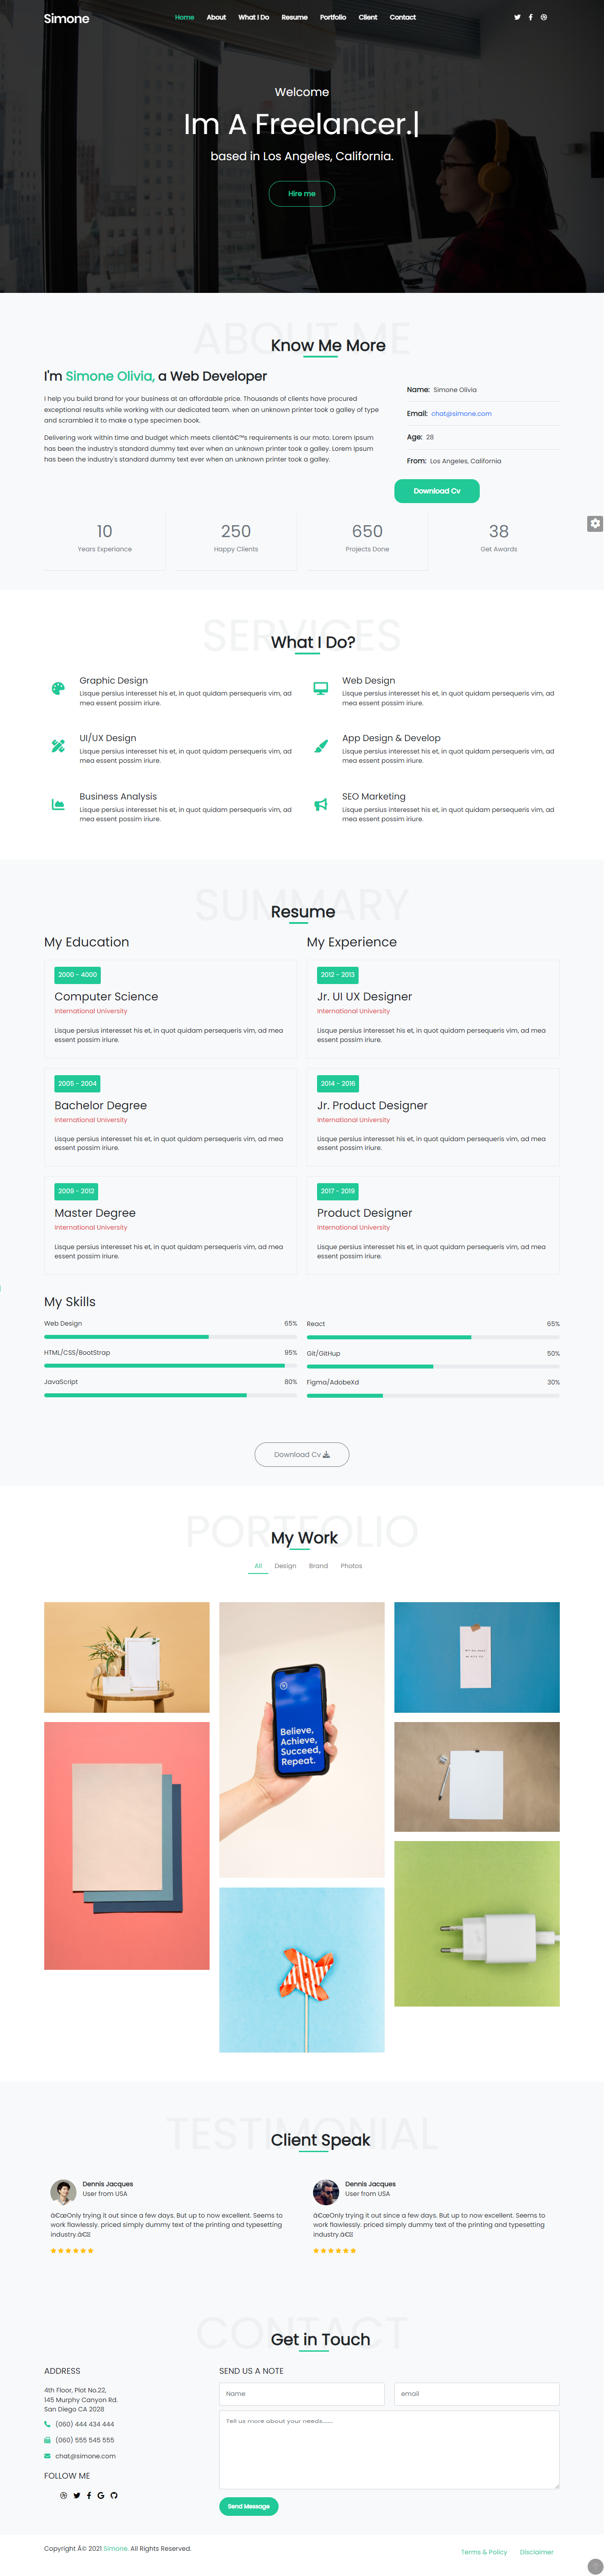 Simone
Home About What I Do Resume Portfolio Client Contact
Welcome
Im A Freelancer.|
based in Los Angeles, California.
Hire me
ABOUT ME
Know Me More
I'm Simone Olivia, a Web Developer
I help you build brand for your business at an affordable price. Thousands of clients have procured
exceptional results while working with our dedicated team. when an unknown printer took a galley of type
and scrambled it to make a type specimen book.
Delivering work within time and budget which meets clientâ€™s requirements is our moto. Lorem Ipsum
has been the industry's standard dummy text ever when an unknown printer took a galley. Lorem Ipsum
has been the industry's standard dummy text ever when an unknown printer took a galley.
Name: Simone Olivia
Email: chat@simone.com
Age: 28
From: Los Angeles, California
Download Cv
10
Years Experiance
250
Happy Clients
650
Projects Done
38
Get Awards
SERVICES
What I Do?
Graphic Design
Lisque persius interesset his et, in quot quidam persequeris vim, ad
mea essent possim iriure.
Web Design
Lisque persius interesset his et, in quot quidam persequeris vim, ad
mea essent possim iriure.
UI/UX Design
Lisque persius interesset his et, in quot quidam persequeris vim, ad
mea essent possim iriure.
App Design & Develop
Lisque persius interesset his et, in quot quidam persequeris vim, ad
mea essent possim iriure.
Business Analysis
Lisque persius interesset his et, in quot quidam persequeris vim, ad
mea essent possim iriure.
SEO Marketing
Lisque persius interesset his et, in quot quidam persequeris vim, ad
mea essent possim iriure.
SUMMARY
Resume
My Education
2000 - 4000
Computer Science
International University
Lisque persius interesset his et, in quot quidam persequeris vim, ad mea
essent possim iriure.
2005 - 2004
Bachelor Degree
International University
Lisque persius interesset his et, in quot quidam persequeris vim, ad mea
essent possim iriure.
2009 - 2012
Master Degree
International University
Lisque persius interesset his et, in quot quidam persequeris vim, ad mea
essent possim iriure.
My Experience
2012 - 2013
Jr. UI UX Designer
International University
Lisque persius interesset his et, in quot quidam persequeris vim, ad mea
essent possim iriure.
2014 - 2016
Jr. Product Designer
International University
Lisque persius interesset his et, in quot quidam persequeris vim, ad mea
essent possim iriure.
2017 - 2019
Product Designer
International University
Lisque persius interesset his et, in quot quidam persequeris vim, ad mea
essent possim iriure.
My Skills
Web Design 65%
HTML/CSS/BootStrap 95%
JavaScript 80%
React 65%
Git/GitHup 50%
Figma/AdobeXd 30%
Download Cv
PORTFOLIO
My Work
All Design Brand Photos
Believe,
Achieve,
Succeed,
Repeat.
TESTIMONIAL
Client Speak
Dennis Jacques
User from USA
â€œOnly trying it out since a few days. But up to now excellent. Seems to
work flawlessly. priced simply dummy text of the printing and typesetting
industry.â€
Dennis Jacques
User from USA
â€œOnly trying it out since a few days. But up to now excellent. Seems to
work flawlessly. priced simply dummy text of the printing and typesetting
industry.â€
CONTACT
Get in Touch
ADDRESS
4th Floor, Plot No.22,
145 Murphy Canyon Rd.
San Diego CA 2028
(060) 444 434 444
(060) 555 545 555
chat@simone.com
FOLLOW ME
SEND US A NOTE
Name
email
Tell us more about your needs........
Send Message
Copyright Â© 2021 Simone. All Rights Reserved.
Terms & Policy Disclaimer